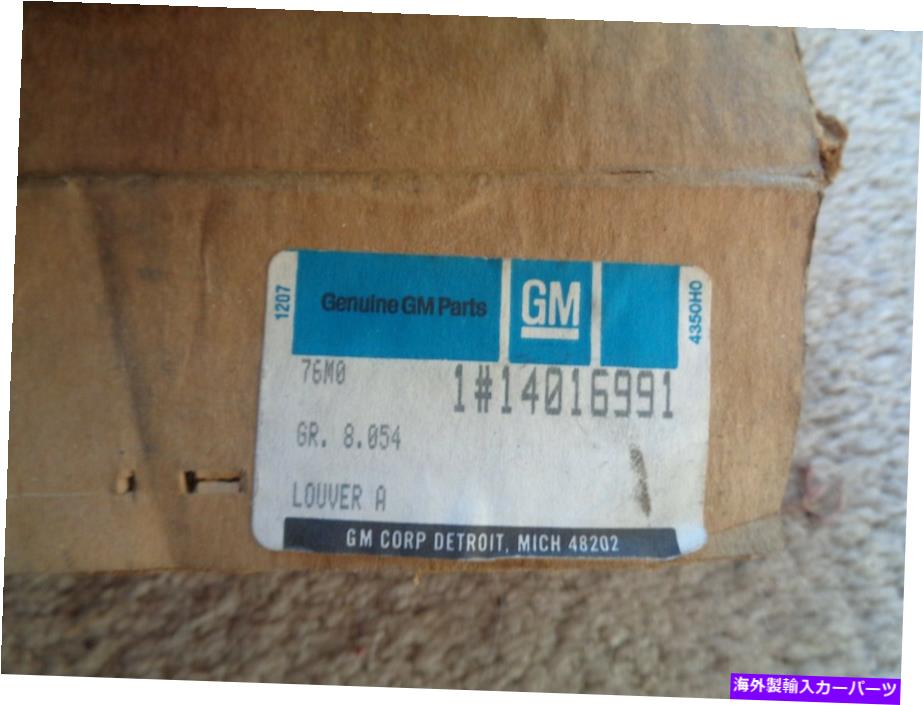 1207
Genuine GM Parts
GM
4350HO
76M0
1#14016991
GR. 8.054
LOUVER A
GM CORP DETROIT, MICH 48202
海外製輸入カーパーツ